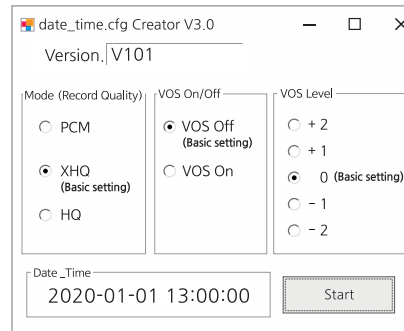 date_time.cfg Creator V3.0
Version. V101
Mode (Record Quality)
PCM
XHQ
(Basic setting)
HQ
VOS On/Off
VOS Off
(Basic setting)
VOS On
VOS Level
+ 2
+ 1
0 (Basic setting)
- 1
- 2
Date_Time
2020-01-01 13:00:00
Start